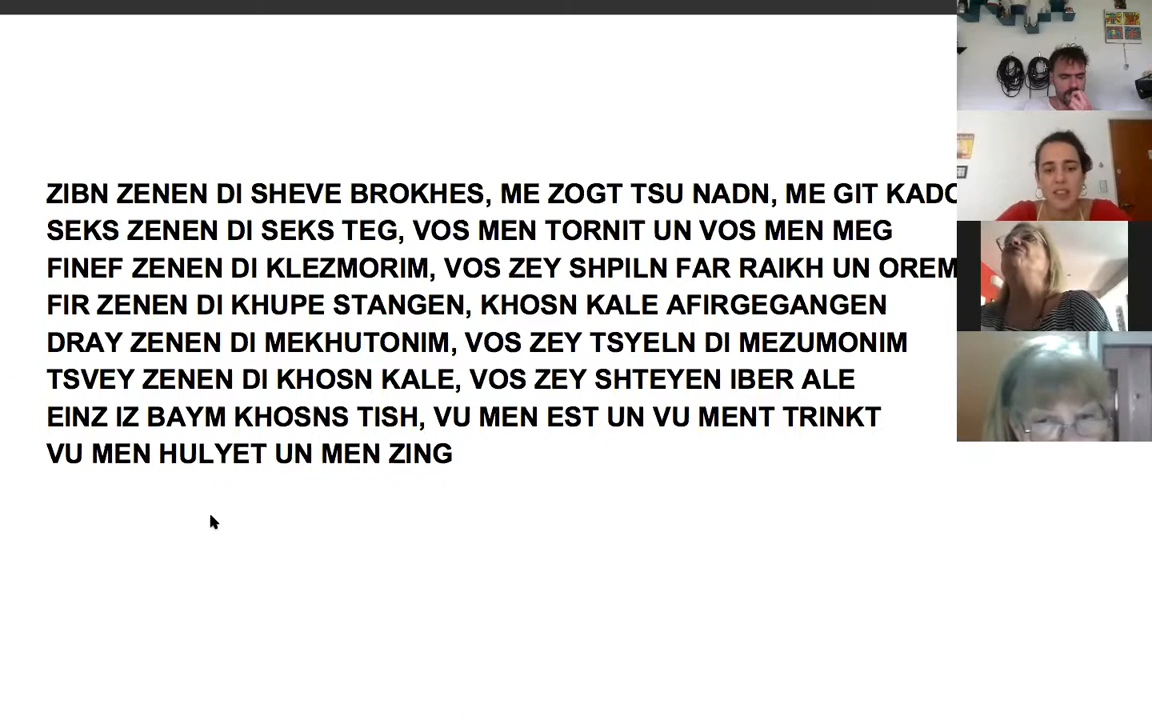 ZIBN ZENEN DI SHEVE BROKHES, ME ZOGT TSU NADN, ME GIT
SEKS ZENEN DI SEKS TEG, VOS MEN TORNIT UN VOS MEN MEG
FINEF ZENEN DI KLEZMORIM, VOS ZEY SHPILN FAR RAIKH UN OREM
FIR ZENEN DI KHUPE STANGEN, KHOSN KALE AFIRGEGANGEN
DRAY ZENEN DI MEKHUTONIM, VOS ZEY TSYELN DI MEZUMONIM
TSVEY ZENEN DI KHOSN KALE, VOS ZEY SHTEYEN IBER ALE
EINZ IZ BAYM KHOSNS TISH, VU MEN EST UN VU MENT TRINKT
VU MEN HULYET UN MEN ZING